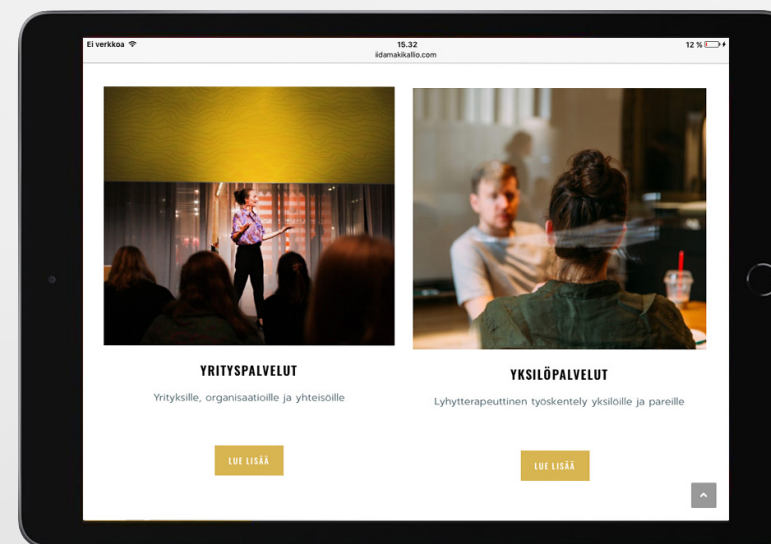 Ei verkkoa
15.32
12 %
iidamakikallio.com
YRITYSPALVELUT
Yrityksille, organisaatioille ja yhteisöille
LUE LISÄÄ
YKSILÖPALVELUT
Lyhytterapeuttinen työskentely yksilöille ja pareille
LUE LISÄÄ